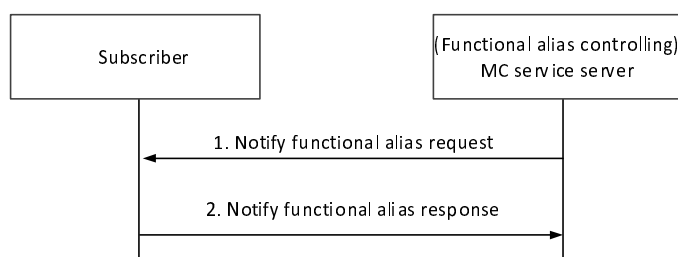 Subscriber
(Functional alias controlling)
MC service server
1. Notify functional alias request
2. Notify functional alias response